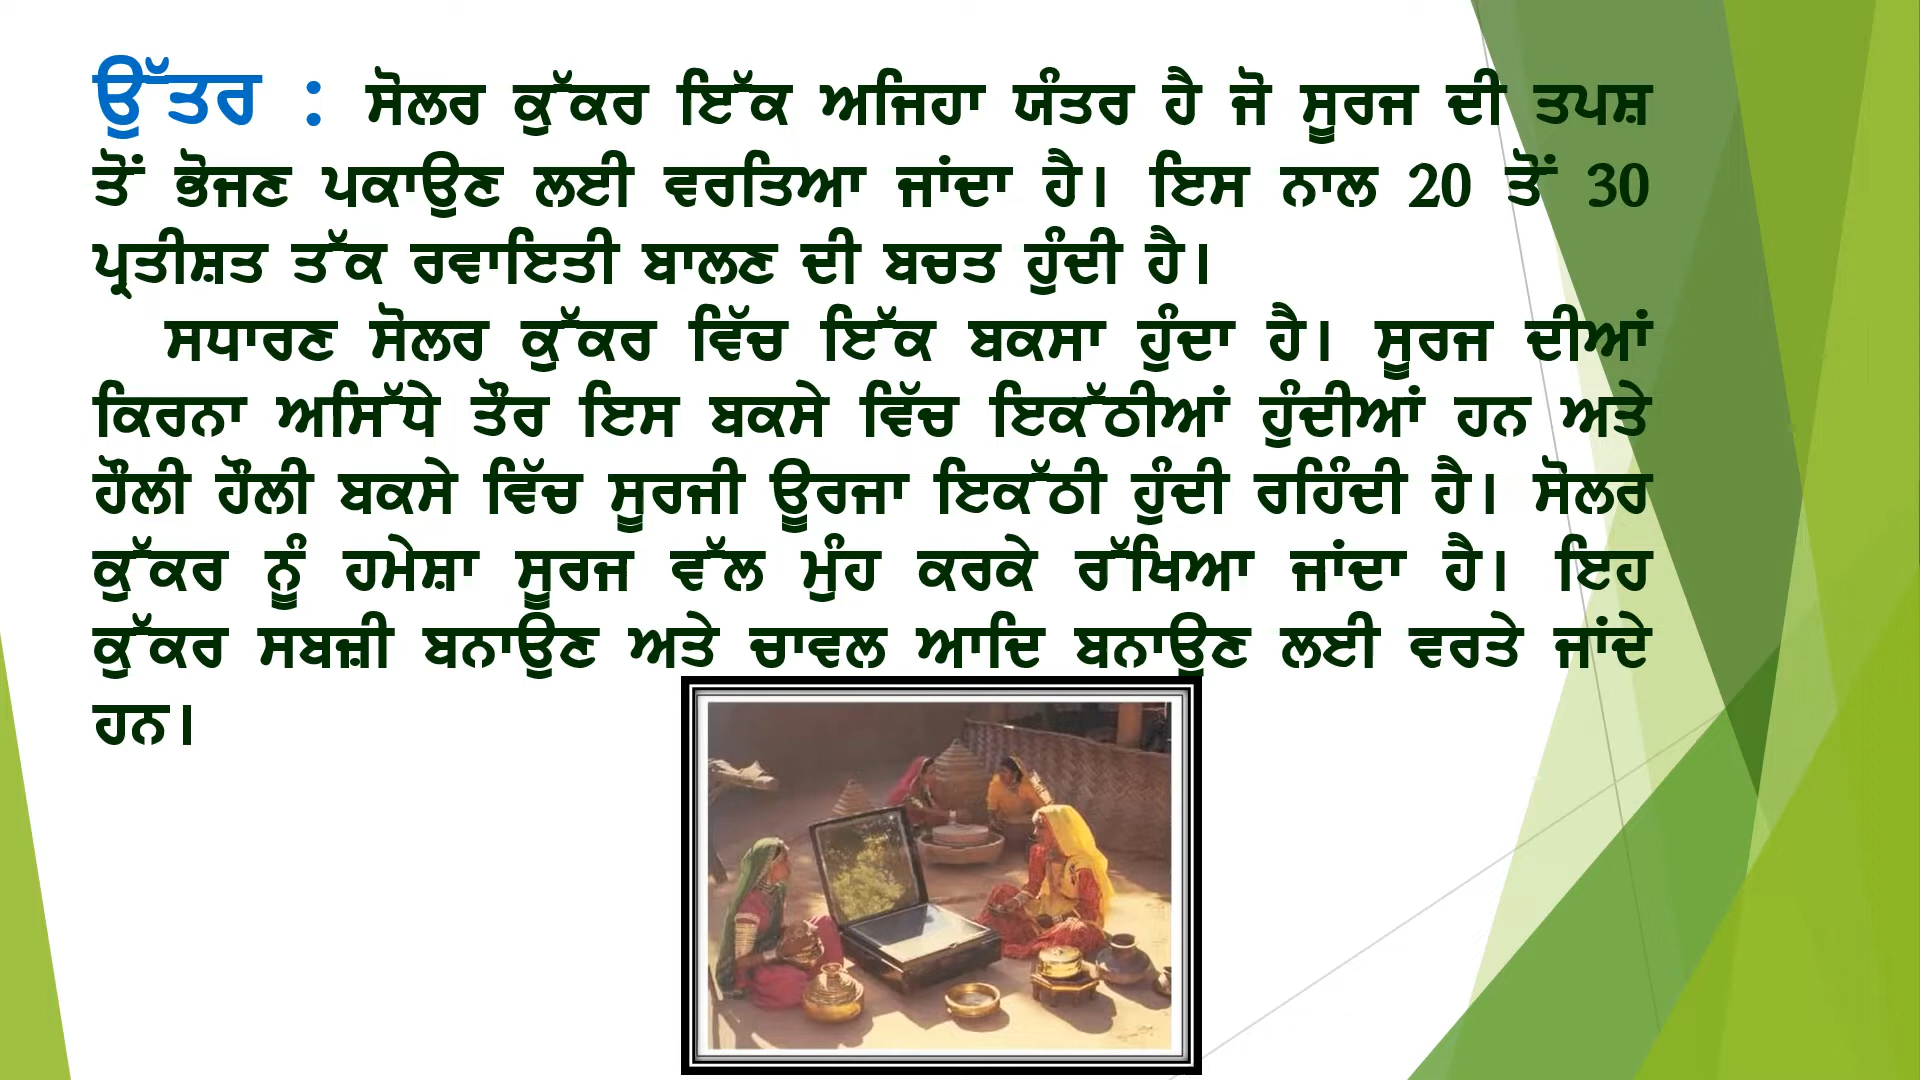 ਉੱਤਰ : ਸੋਲਰ ਕੁੱਕਰ ਇੱਕ ਅਜਿਹਾ ਯੰਤਰ ਹੈ ਜੋ ਸੂਰਜ ਦੀ ਤਪਸ਼
ਤੋਂ ਭੋਜਣ ਪਕਾਉਣ ਲਈ ਵਰਤਿਆ ਜਾਂਦਾ ਹੈ। ਇਸ ਨਾਲ 20 ਤੋਂ 30
ਪ੍ਰਤੀਸ਼ਤ ਤੱਕ ਰਵਾਇਤੀ ਬਾਲਣ ਦੀ ਬਚਤ ਹੁੰਦੀ ਹੈ।
ਸਧਾਰਣ ਸੋਲਰ ਕੁੱਕਰ ਵਿੱਚ ਇੱਕ ਬਕਸਾ ਹੁੰਦਾ ਹੈ। ਸੂਰਜ ਦੀਆਂ
ਕਿਰਨਾ ਅਸਿੱਧੇ ਤੌਰ ਇਸ ਬਕਸੇ ਵਿੱਚ ਇਕੱਠੀਆਂ ਹੁੰਦੀਆਂ ਹਨ ਅਤੇ
ਹੌਲੀ ਹੌਲੀ ਬਕਸੇ ਵਿੱਚ ਸੂਰਜੀ ਊਰਜਾ ਇਕੱਠੀ ਹੁੰਦੀ ਰਹਿੰਦੀ ਹੈ। ਸੋਲਰ
ਕੁੱਕਰ ਨੂੰ ਹਮੇਸ਼ਾ ਸੂਰਜ ਵੱਲ ਮੁੰਹ ਕਰਕੇ ਰੱਖਿਆ ਜਾਂਦਾ ਹੈ। ਇਹ
ਕੁੱਕਰ ਸਬਜ਼ੀ ਬਨਾਉਣ ਅਤੇ ਚਾਵਲ ਆਦਿ ਬਨਾਉਣ ਲਈ ਵਰਤੇ ਜਾਂਦੇ
ਹਨ।